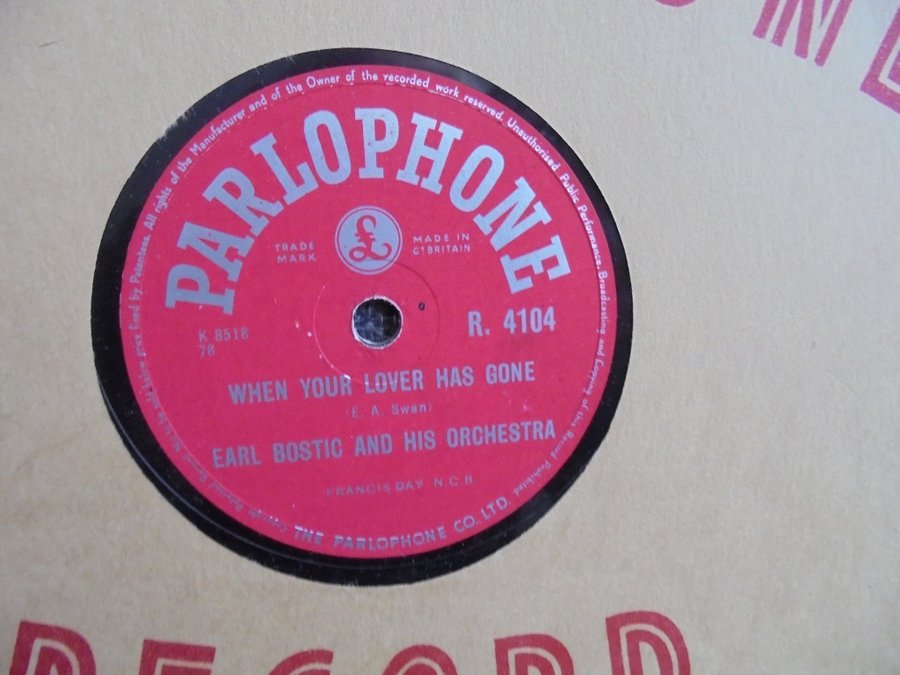 All rights of the Manufacturer and of the Owner of the recorded work reserved. Unauthorised Public Performance, Broadcasting and Copying of this Record Prohibited.
PARLOPHONE
TRADE MARK
£
MADE IN GT BRITAIN
K 8518
78
R. 4104
WHEN YOUR LOVER HAS GONE
(E. A. Swan)
EARL BOSTIC AND HIS ORCHESTRA
FRANCIS DAY N.C.B.
THE PARLOPHONE CO. LTD.
RECORD